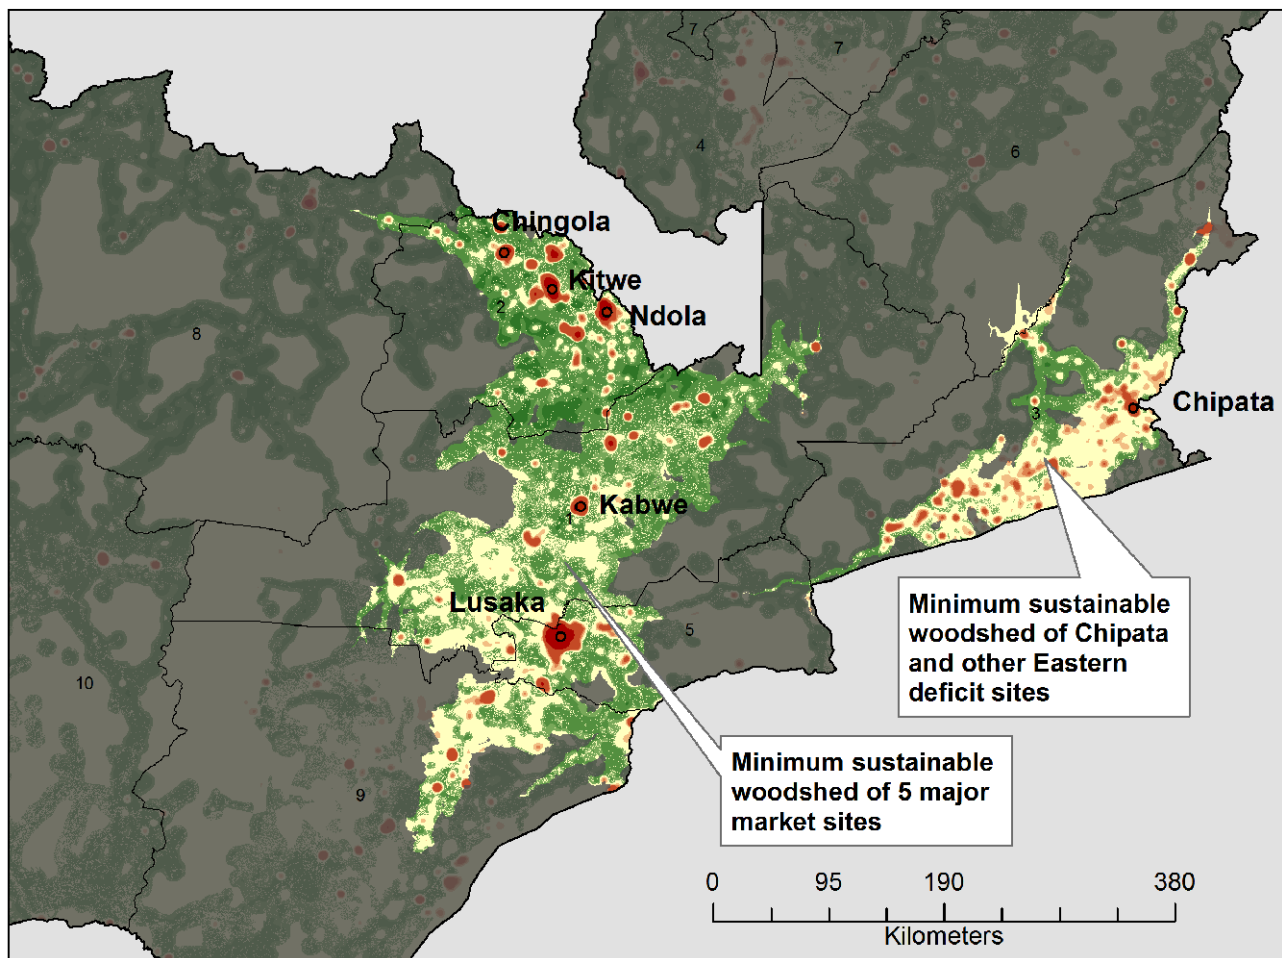 7
7
4
6
Chingola
Kitwe
2
Ndola
8
Chipata
3
Kabwe
1
Minimum sustainable
woodshed of Chipata
and other Eastern
deficit sites
Lusaka
5
10
Minimum sustainable
woodshed of 5 major
market sites
9
0 95 190 380
Kilometers